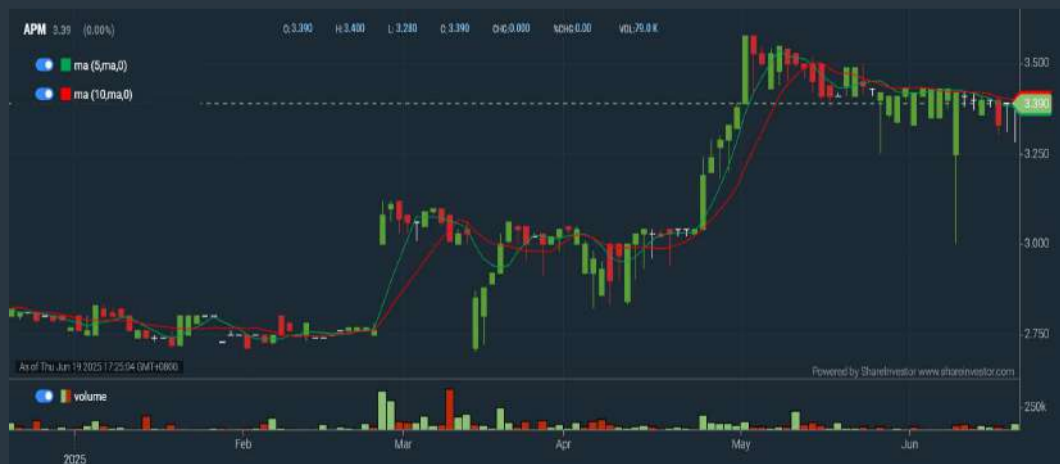 APM 3.39 (0.00%) O:3.390 H:3.400 L:3.280 C:3.390 CHG:0.000 %CHG:0.00 VOL:79.0 K
ma (5,ma,0)
ma (10,ma,0)
3.500
3.390
3.250
3.000
2.750
As of Thu Jun 19 2025 17:25:04 GMT+0800
Powered by ShareInvestor www.shareinvestor.com
volume
250k
Feb Mar Apr May Jun
2025